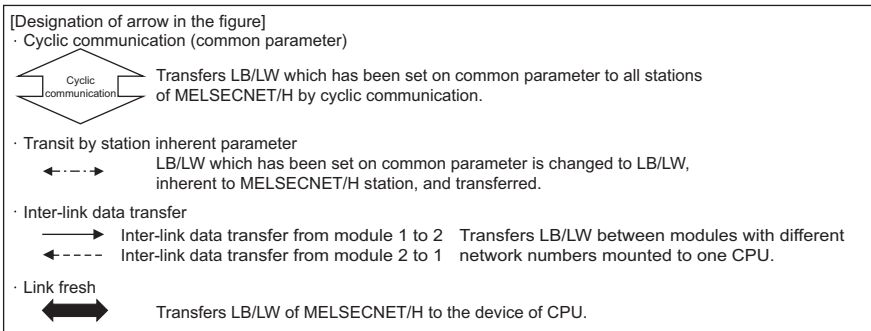 [Designation of arrow in the figure]
· Cyclic communication (common parameter)
Cyclic
communication
Transfers LB/LW which has been set on common parameter to all stations
of MELSECNET/H by cyclic communication.
· Transit by station inherent parameter
LB/LW which has been set on common parameter is changed to LB/LW,
inherent to MELSECNET/H station, and transferred.
· Inter-link data transfer
Inter-link data transfer from module 1 to 2 Transfers LB/LW between modules with different
Inter-link data transfer from module 2 to 1 network numbers mounted to one CPU.
· Link fresh
Transfers LB/LW of MELSECNET/H to the device of CPU.